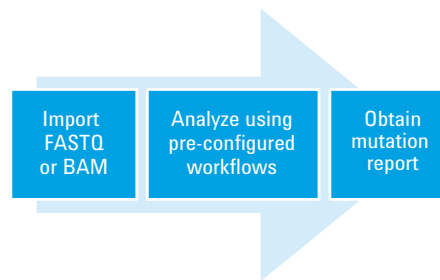 Import
FASTQ
or BAM
Analyze using
pre-configured
workflows
Obtain
mutation
report